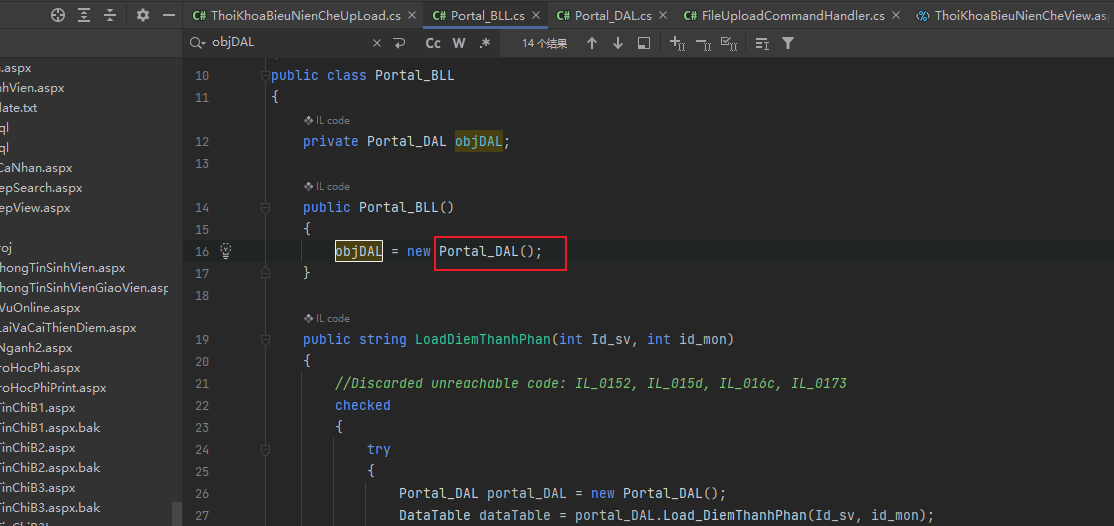 ThoiKhoaBieuNienCheUpLoad.cs
Portal_BLL.cs
Portal_DAL.cs
FileUploadCommandHandler.cs
ThoiKhoaBieuNienCheView.as
objDAL
Cc W .* 14 个结果
.aspx
hVien.aspx
late.txt
ql
ql
CaNhan.aspx
epSearch.aspx
epView.aspx
roj
hongTinSinhVien.aspx
hongTinSinhVienGiaoVien.asp
VuOnline.aspx
LaiVaCaiThienDiem.aspx
Nganh2.aspx
roHocPhi.aspx
roHocPhiPrint.aspx
TinChiB1.aspx
TinChiB1.aspx.bak
TinChiB2.aspx
TinChiB2.aspx.bak
TinChiB3.aspx
TinChiB3.aspx.bak
10 public class Portal_BLL
11 {
IL code
12 private Portal_DAL objDAL;
13
IL code
14 public Portal_BLL()
15 {
16 objDAL = new Portal_DAL();
17 }
18
IL code
19 public string LoadDiemThanhPhan(int Id_sv, int id_mon)
20 {
21 //Discarded unreachable code: IL_0152, IL_015d, IL_016c, IL_0173
22 checked
23 {
24 try
25 {
26 Portal_DAL portal_DAL = new Portal_DAL();
27 DataTable dataTable = portal_DAL.Load_DiemThanhPhan(Id_sv, id_mon);